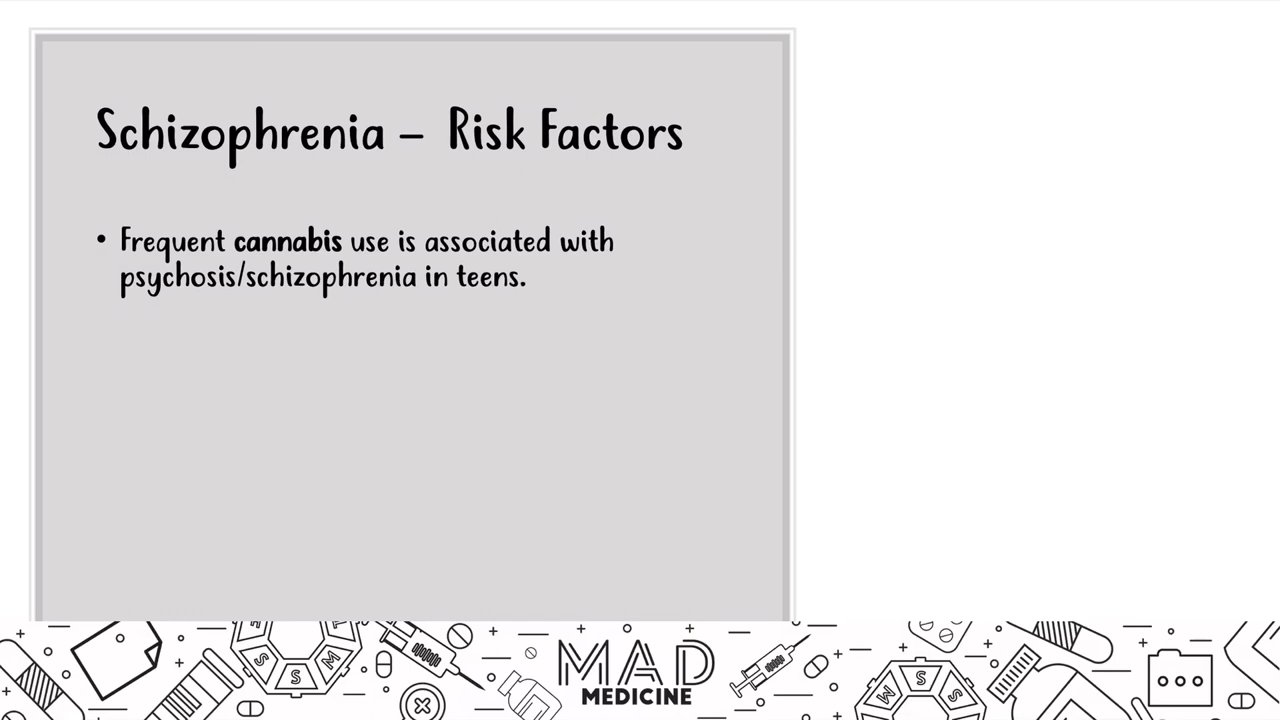 Schizophrenia – Risk Factors
• Frequent cannabis use is associated with
psychosis/schizophrenia in teens.
MAD
MEDICINE
S
S
M
M
S
S